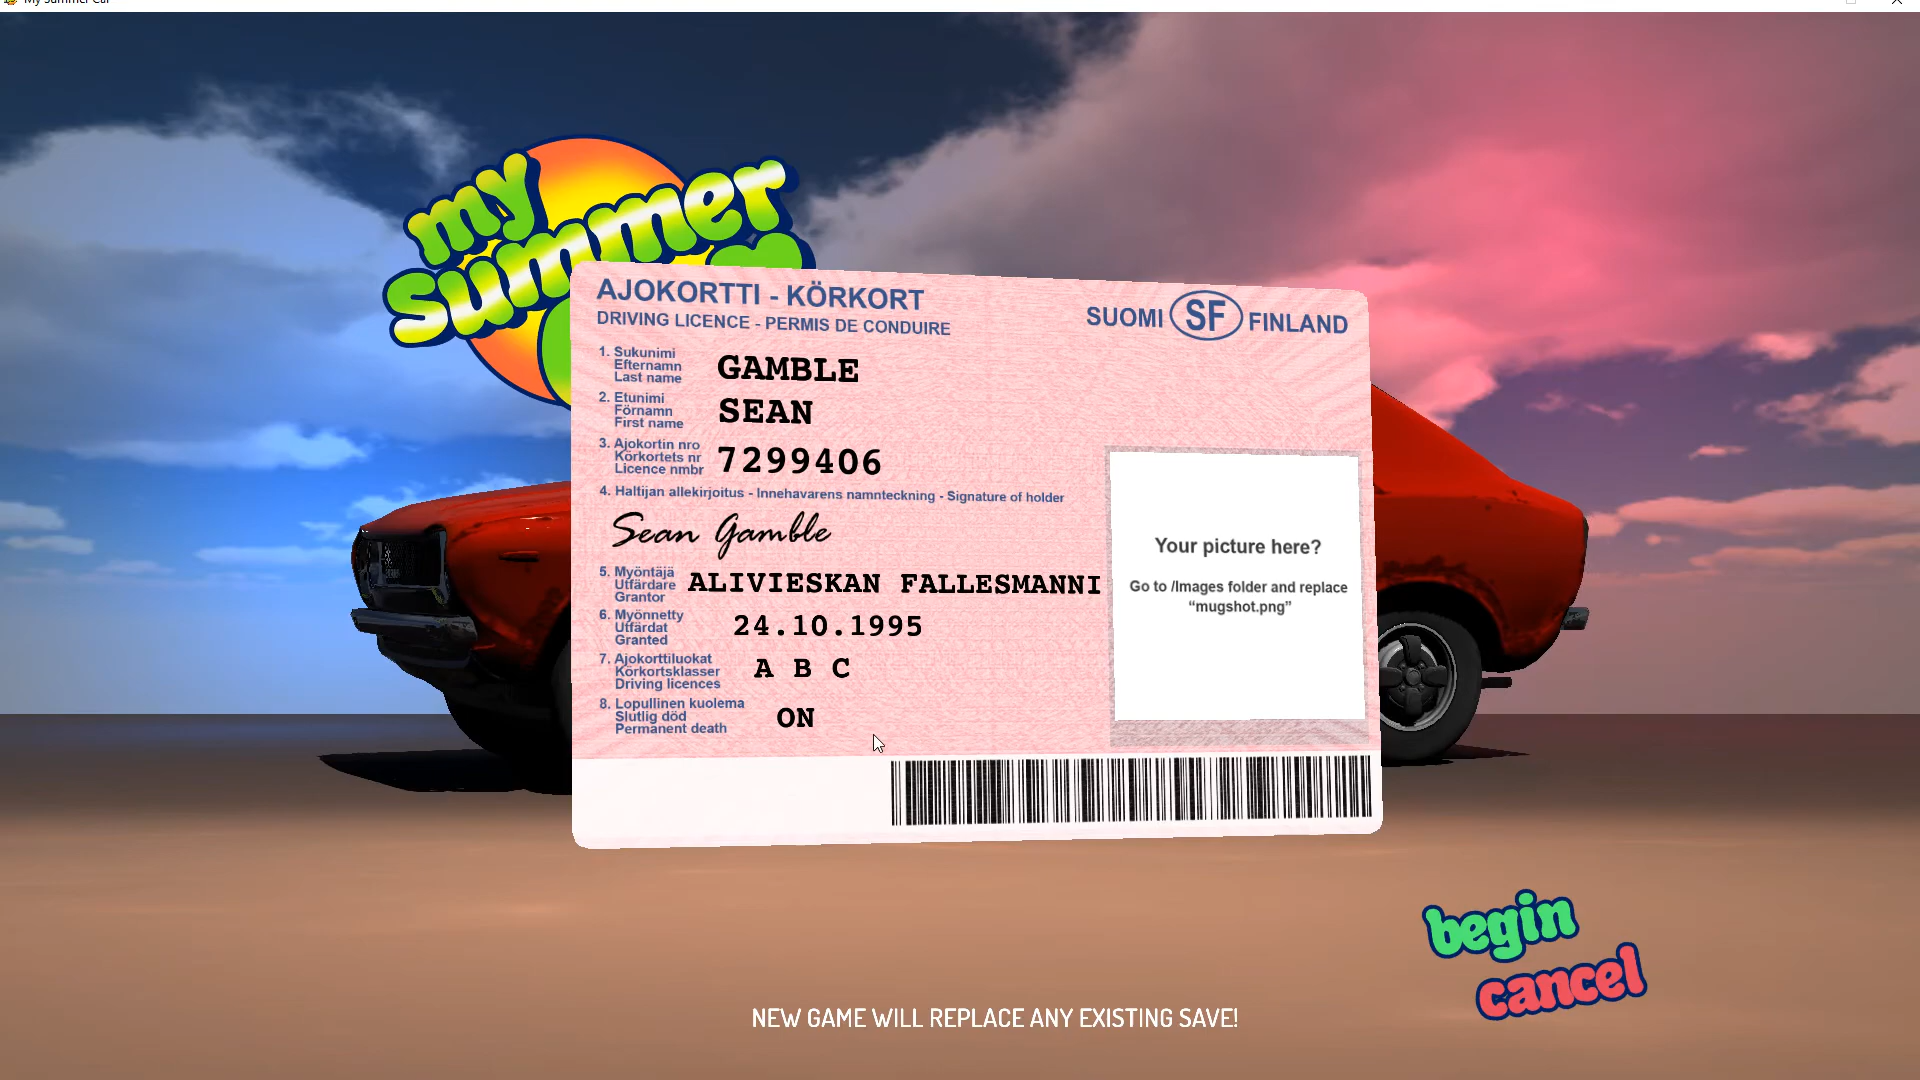 My Summer Car
my
summer
AJOKORTTI - KÖRKORT
DRIVING LICENCE - PERMIS DE CONDUIRE
SUOMI SF FINLAND
1. Sukunimi
Efternamn
Last name
GAMBLE
2. Etunimi
Förnamn
First name
SEAN
3. Ajokortin nro
Körkortets nr
Licence nmbr
7299406
4. Haltijan allekirjoitus - Innehavarens namnteckning - Signature of holder
Sean Gamble
5. Myöntäjä
Utfärdare
Grantor
ALIVIESKAN FALLESMANNI
6. Myönnetty
Utfärdat
Granted
24.10.1995
7. Ajokorttiluokat
Körkortsklasser
Driving licences
A B C
8. Lopullinen kuolema
Slutlig död
Permanent death
ON
Your picture here?
Go to /Images folder and replace
“mugshot.png”
begin
cancel
NEW GAME WILL REPLACE ANY EXISTING SAVE!